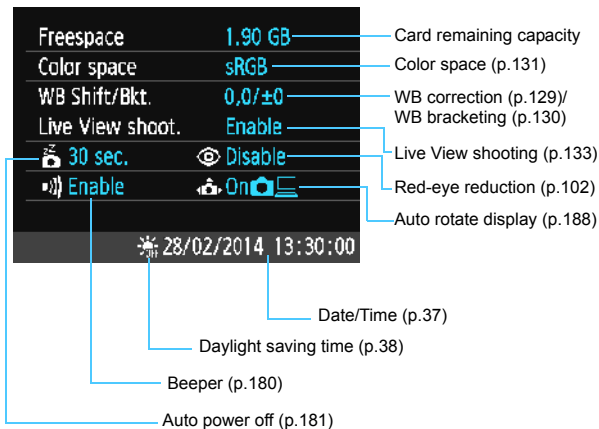 Freespace 1.90 GB Card remaining capacity
Color space sRGB Color space (p.131)
WB Shift/Bkt. 0,0/±0 WB correction (p.129)/
WB bracketing (p.130)
Live View shoot. Enable Live View shooting (p.133)
30 sec. Disable Red-eye reduction (p.102)
Enable On Auto rotate display (p.188)
OFF 28/02/2014 13:30:00
Date/Time (p.37)
Daylight saving time (p.38)
Beeper (p.180)
Auto power off (p.181)